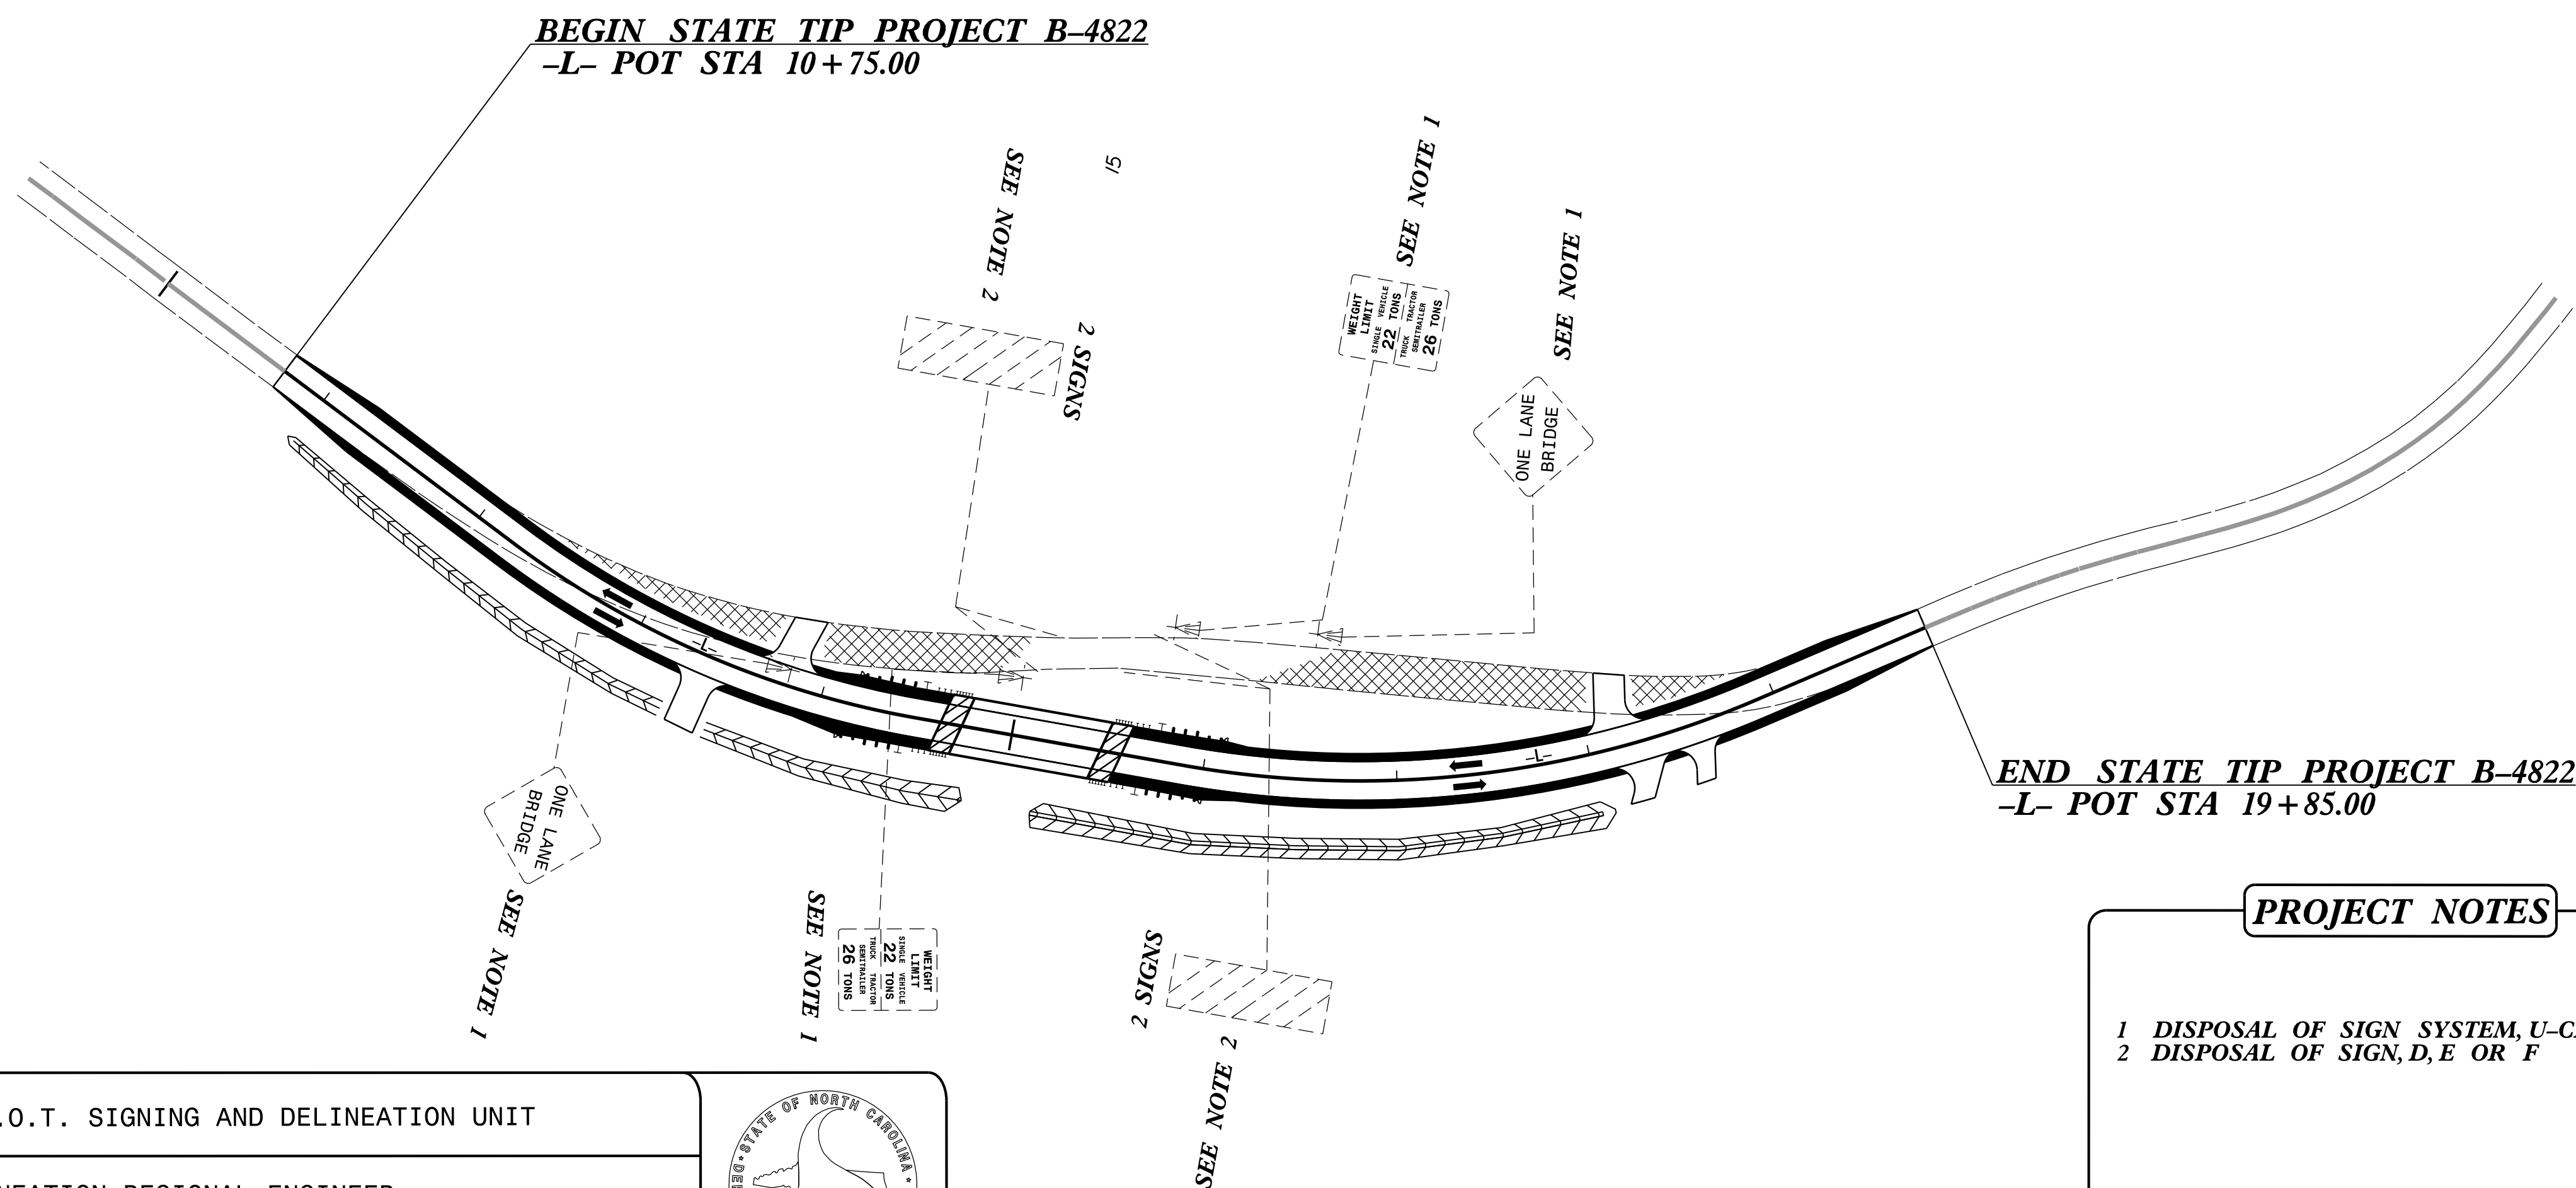 BEGIN STATE TIP PROJECT B–4822
–L– POT STA 10+75.00
SEE NOTE 2
2 SIGNS
15
SEE NOTE 1
WEIGHT
LIMIT
SINGLE VEHICLE
22 TONS
TRUCK TRACTOR
SEMITRAILER
26 TONS
SEE NOTE 1
ONE LANE
BRIDGE
–L–
–L–
END STATE TIP PROJECT B–4822
–L– POT STA 19+85.00
ONE LANE
BRIDGE
SEE NOTE 1
SEE NOTE 1
WEIGHT
LIMIT
SINGLE VEHICLE
22 TONS
TRUCK TRACTOR
SEMITRAILER
26 TONS
2 SIGNS
SEE NOTE 2
PROJECT NOTES
1 DISPOSAL OF SIGN SYSTEM, U–C
2 DISPOSAL OF SIGN, D, E OR F
.O.T. SIGNING AND DELINEATION UNIT
NEATION REGIONAL ENGINEER
STATE OF NORTH CAROLINA